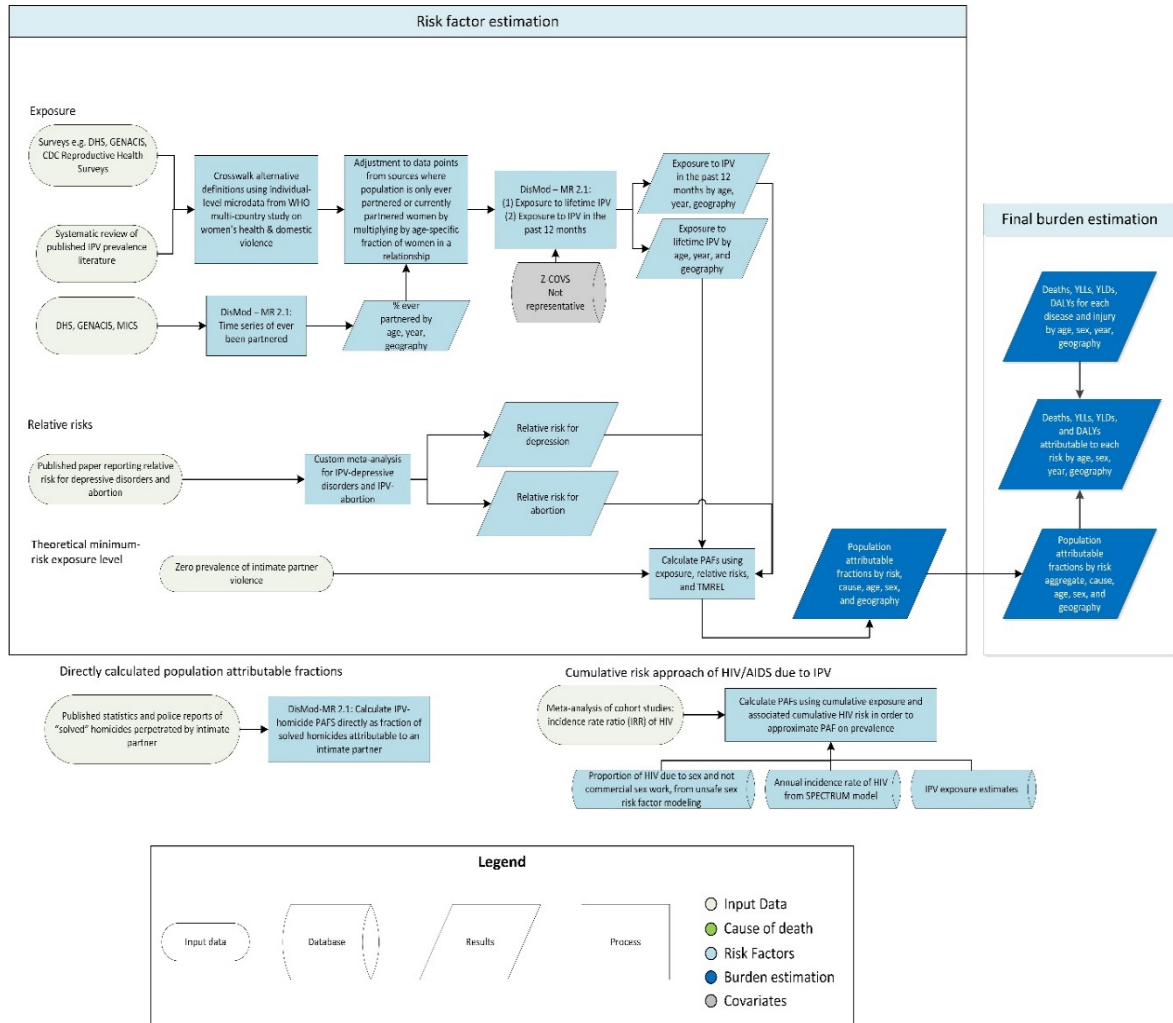 Risk factor estimation
Exposure
Surveys e.g. DHS, GENACIS,
CDC Reproductive Health
Surveys
Systematic review of
published IPV prevalence
literature
DHS, GENACIS, MICS
Crosswalk alternative
definitions using individual-
level microdata from WHO
multi-country study on
women's health & domestic
violence
Adjustment to data points
from sources where
population is only ever
partnered or currently
partnered women by
multiplying by age-specific
fraction of women in a
relationship
DisMod – MR 2.1:
(1) Exposure to lifetime IPV
(2) Exposure to IPV in the
past 12 months
Exposure to IPV
in the past 12
months by age,
year, geography
Exposure to
lifetime IPV by
age, year, and
geography
Z-COVS
Not
representative
DisMod – MR 2.1:
Time series of ever
been partnered
% ever
partnered by
age, year,
geography
Relative risks
Published paper reporting relative
risk for depressive disorders and
abortion
Custom meta-analysis
for IPV-depressive
disorders and IPV-
abortion
Relative risk for
depression
Relative risk for
abortion
Theoretical minimum-
risk exposure level
Zero prevalence of intimate partner
violence
Calculate PAFs using
exposure, relative risks,
and TMREL
Population
attributable
fractions by risk,
cause, age, sex,
and geography
Final burden estimation
Deaths, YLLs, YLDs,
DALYs for each
disease and injury
by age, sex, year,
geography
Deaths, YLLs, YLDs,
and DALYs
attributable to each
risk by age, sex,
year, geography
Population
attributable
fractions by risk
aggregate, cause,
age, sex, and
geography
Directly calculated population attributable fractions
Published statistics and police reports of
"solved" homicides perpetrated by intimate
partner
DisMod-MR 2.1: Calculate IPV-
homicide PAFS directly as fraction of
solved homicides attributable to an
intimate partner
Cumulative risk approach of HIV/AIDS due to IPV
Meta-analysis of cohort studies:
incidence rate ratio (IRR) of HIV
Calculate PAFs using cumulative exposure and
associated cumulative HIV risk in order to
approximate PAF on prevalence
Proportion of HIV due to sex and not
commercial sex work, from unsafe sex
risk factor modeling
Annual incidence rate of HIV
from SPECTRUM model
IPV exposure estimates
Legend
Input data
Database
Results
Process
Input Data
Cause of death
Risk Factors
Burden estimation
Covariates